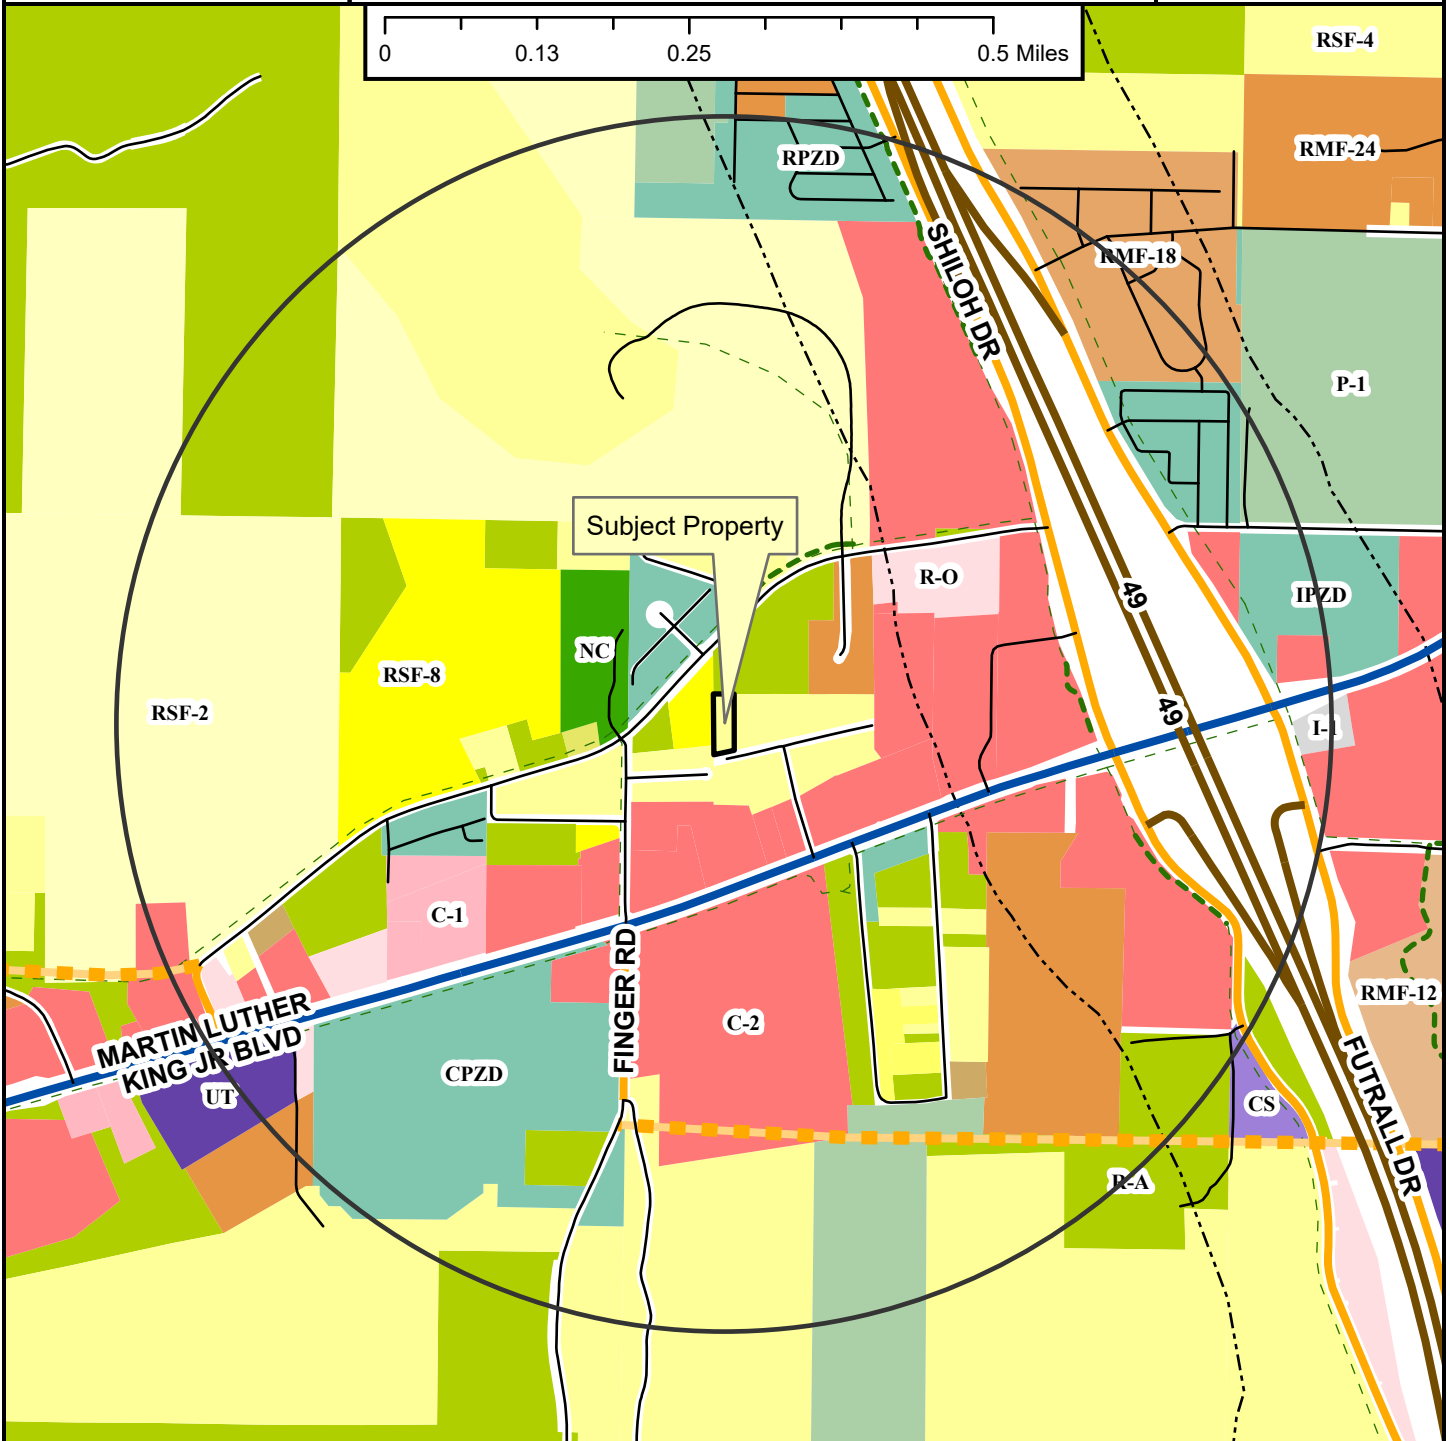 0 0.13 0.25 0.5 Miles
RSF-4
RMF-24
RPZD
SHILOH DR
RMF-18
P-1
Subject Property
R-O
49
IPZD
NC
RSF-8
RSF-2
49
I-1
C-1
FINGER RD
RMF-12
MARTIN LUTHER
KING JR BLVD
C-2
CPZD
UT
CS
FUTRALL DR
R-A